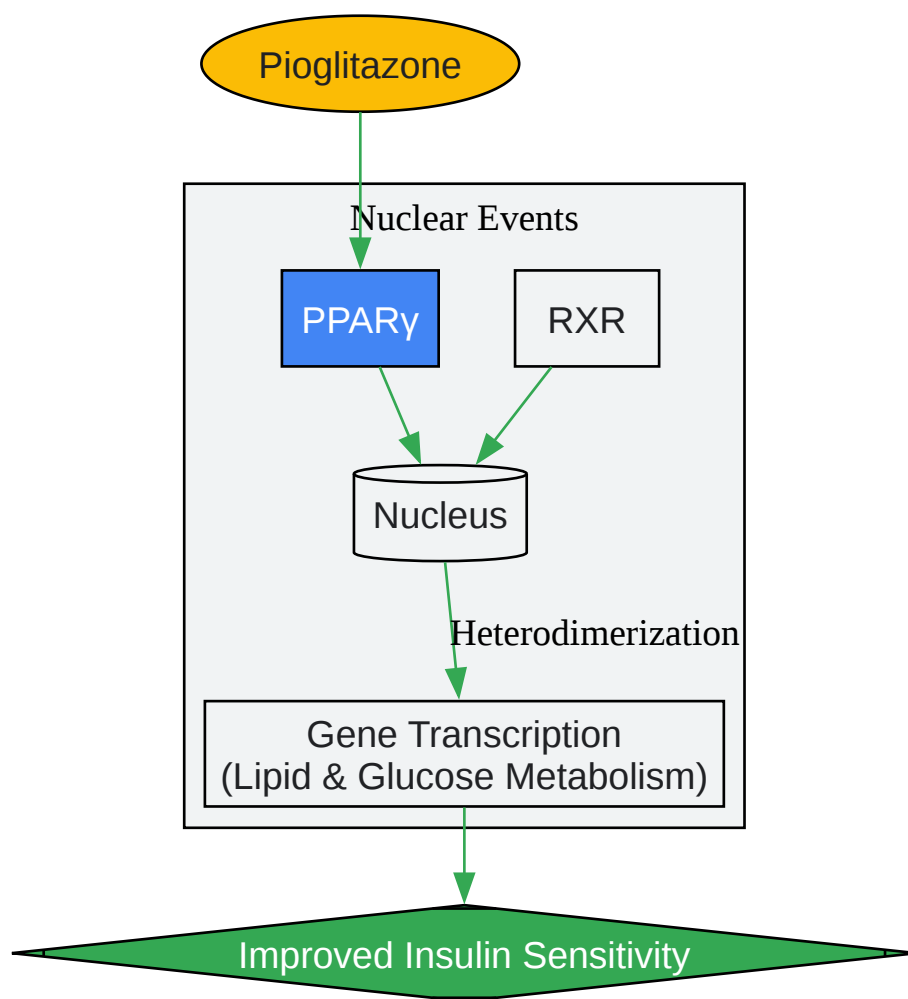 Pioglitazone
Nuclear Events
PPARγ
RXR
Nucleus
Heterodimerization
Gene Transcription
(Lipid & Glucose Metabolism)
Improved Insulin Sensitivity